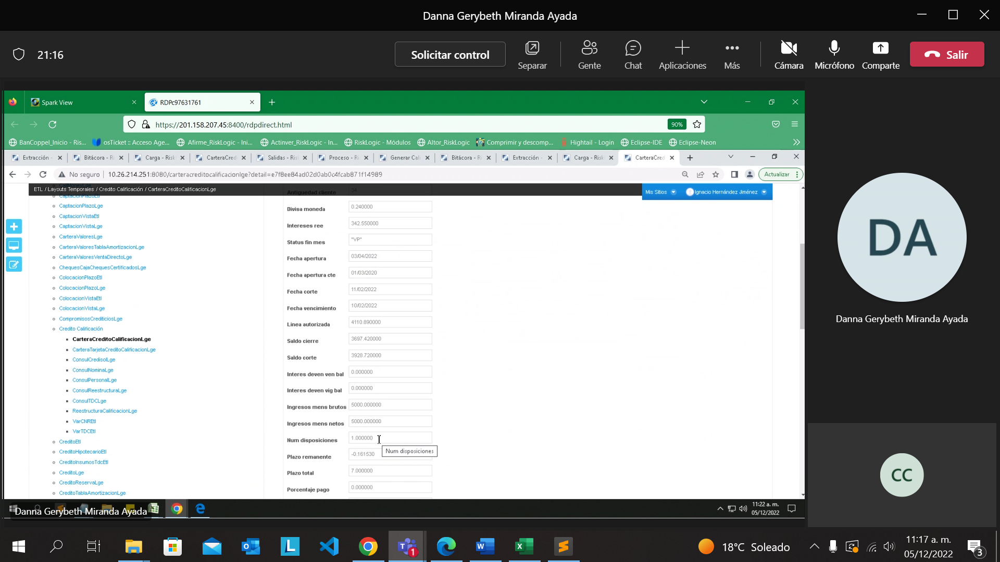 Danna Gerybeth Miranda Ayada
21:16
Solicitar control
Separar
Gente
Chat
Aplicaciones
Más
Cámara
Micrófono
Comparte
Salir
Spark View
RDPc97631761
https://201.158.207.45:8400/rdpdirect.html
90%
BanCoppel_Inicio - Ris...
osTicket :: Acceso Age...
Afirme_RiskLogic - Ini...
Actinver_RiskLogic - In...
RiskLogic - Módulos
Altor_RiskLogic
Comprimir y descomp...
Hightail - Login
Eclipse-IDE
Eclipse-Neon
Extracción -
Bitácora - R
Carga - Risk
CarteraCred
Salidas - Ris
Proceso - Ri
Generar Cal
Bitácora - R
Extracción -
Carga - Risk
CarteraCred
No seguro
10.26.214.251:8080/carteracreditocalificacionlge?detail=e7f8ee84ad02d0ab0c4fcab871f14989
Actualizar
ETL / Layouts Temporales / Credito Calificación / CarteraCreditoCalificacionLge
Mis Sitios
Ignacio Hernández Jiménez
CaptacionPlazoEtl
CaptacionPlazoLge
CaptacionVistaEtl
CaptacionVistaLge
CarteraValoresLge
CarteraValoresTablaAmortizacionLge
CarteraValoresVentaDirectoLge
ChequesCajaChequesCertificadosLge
ColocacionPlazoEtl
ColocacionPlazoLge
ColocacionVistaEtl
ColocacionVistaLge
CompromisosCrediticiosLge
Credito Calificación
CarteraCreditoCalificacionLge
CarteraTarjetaCreditoCalificacionLge
ConsulCredisolLge
ConsulNominaLge
ConsulPersonalLge
ConsulReestructuraLge
ConsulTDCLge
ReestructuraCalificacionLge
VarCNREtl
VarTDCEtl
CreditoEtl
CreditoHipotecarioEtl
CreditoInsumosTdcEtl
CreditoLge
CreditoReservaLge
CreditoTablaAmortizacionLge
Antiguedad cliente 34
Divisa moneda 0.240000
Intereses ree 342.550000
Status fin mes "VP"
Fecha apertura 03/04/2022
Fecha apertura cte 01/03/2020
Fecha corte 11/02/2022
Fecha vencimiento 10/02/2022
Linea autorizada 4110.890000
Saldo cierre 3697.420000
Saldo corte 3928.720000
Interes deven ven bal 0.000000
Interes deven vig bal 0.000000
Ingresos mens brutos 5000.000000
Ingresos mens netos 5000.000000
Num disposiciones 1.000000
Num disposiciones
Plazo remanente -0.161530
Plazo total 7.000000
Porcentaje pago 0.000000
DA
Danna Gerybeth Miranda Ayada
CC
Danna Gerybeth Miranda Ayada
11:22 a. m.
05/12/2022
18°C Soleado
11:17 a. m.
05/12/2022
3